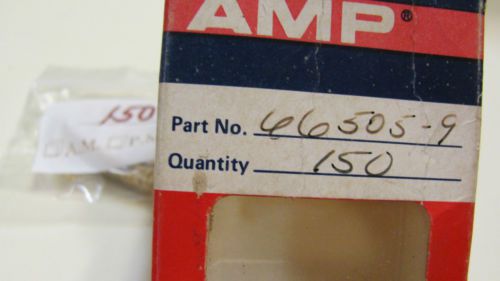 AMP®
Part No. 66505-9
Quantity 150
150
☐ A.M. ☐ P.M.